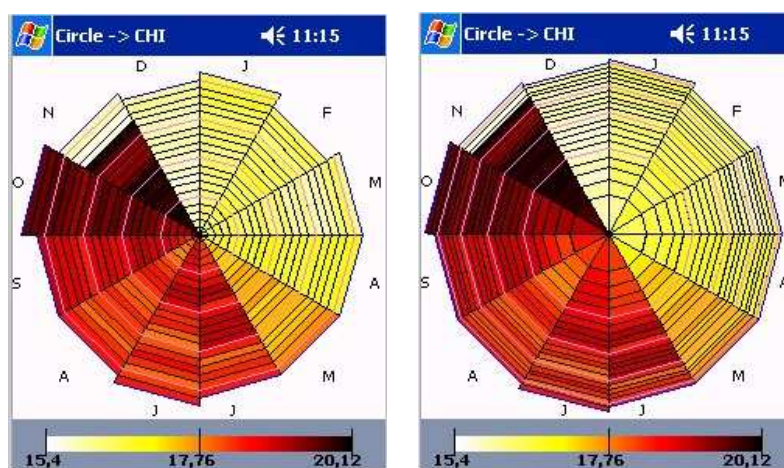 Circle -> CHI 11:15
D J
N F
O M
S A
A M
J J
15,4 17,76 20,12
Circle -> CHI 11:15
D J
N F
O M
S A
A M
J J
15,4 17,76 20,12